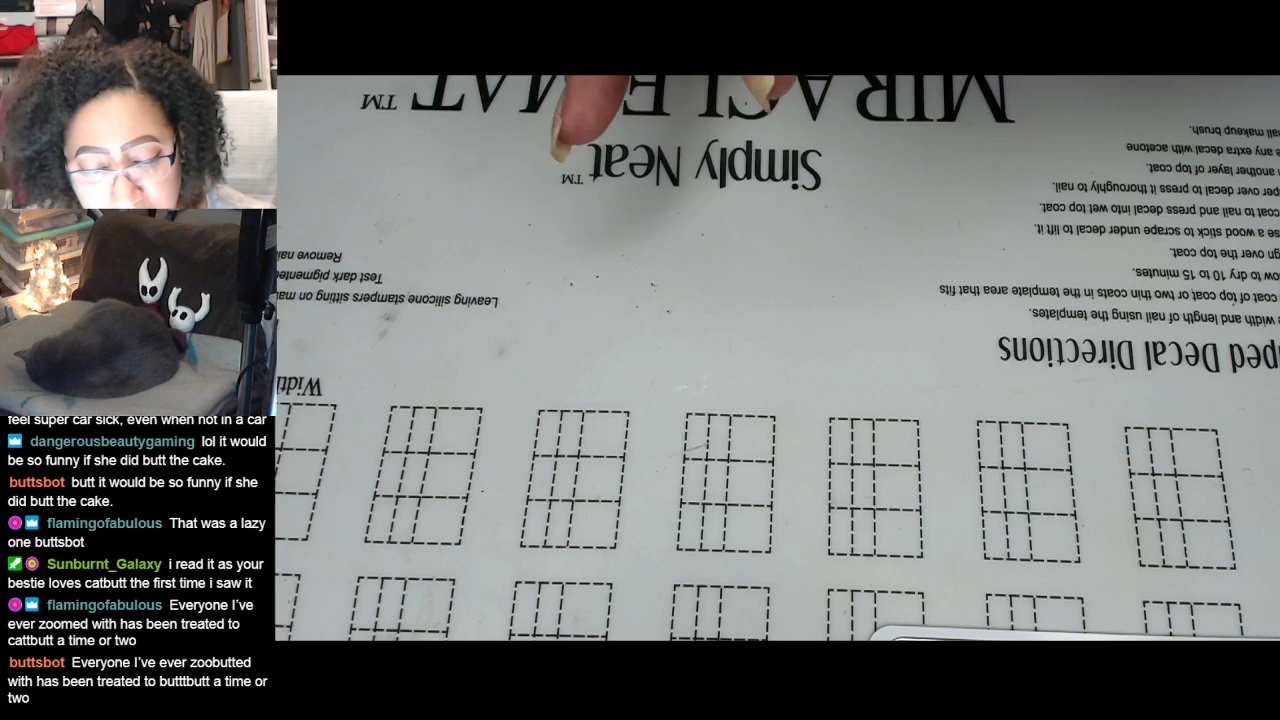 feel super car sick, even when not in a car
dangerousbeautygaming lol it would
be so funny if she did butt the cake.
buttsbot butt it would be so funny if she
did butt the cake.
flamingofabulous That was a lazy
one buttsbot
Sunburnt_Galaxy i read it as your
bestie loves catbutt the first time i saw it
flamingofabulous Everyone I've
ever zoomed with has been treated to
cattbutt a time or two
buttsbot Everyone I've ever zoobutted
with has been treated to butttbutt a time or
two
MIRACLE MAT™
Simply Neat™
ped Decal Directions
width and length of nail using the templates.
coat of top coat or two thin coats in the template area that fits
w to dry 10 to 15 minutes.
gn over the top coat.
se a wood stick to scrape under decal to lift it.
coat to nail and press decal into wet top coat.
per over decal to press it thoroughly to nail.
another layer of top coat.
any extra decal with acetone
all makeup brush.
Width
Leaving silicone stampers sitting on mat
Test dark pigmented
Remove nail